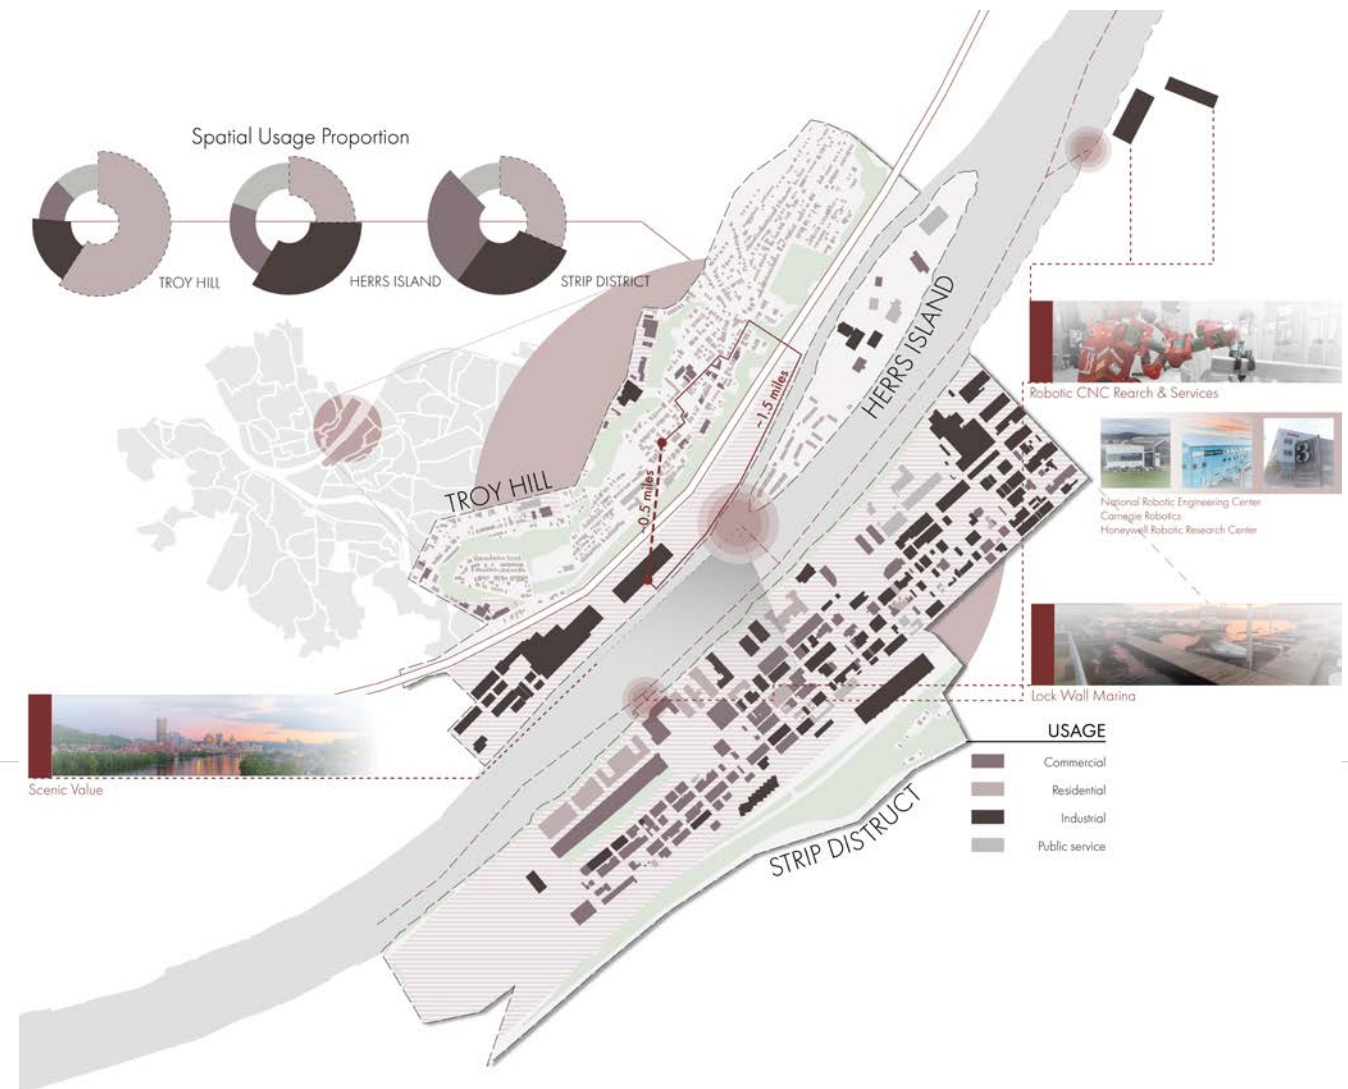 Spatial Usage Proportion
TROY HILL
HERRS ISLAND
STRIP DISTRICT
HERRS ISLAND
TROY HILL
~0.5 miles
~1.5 miles
Robotic CNC Rearch & Services
3
National Robotic Engineering Center
Carnegie Robotics
Honeywell Robotic Research Center
Lock Wall Marina
Scenic Value
USAGE
Commercial
Residential
Industrial
Public service
STRIP DISTRUCT